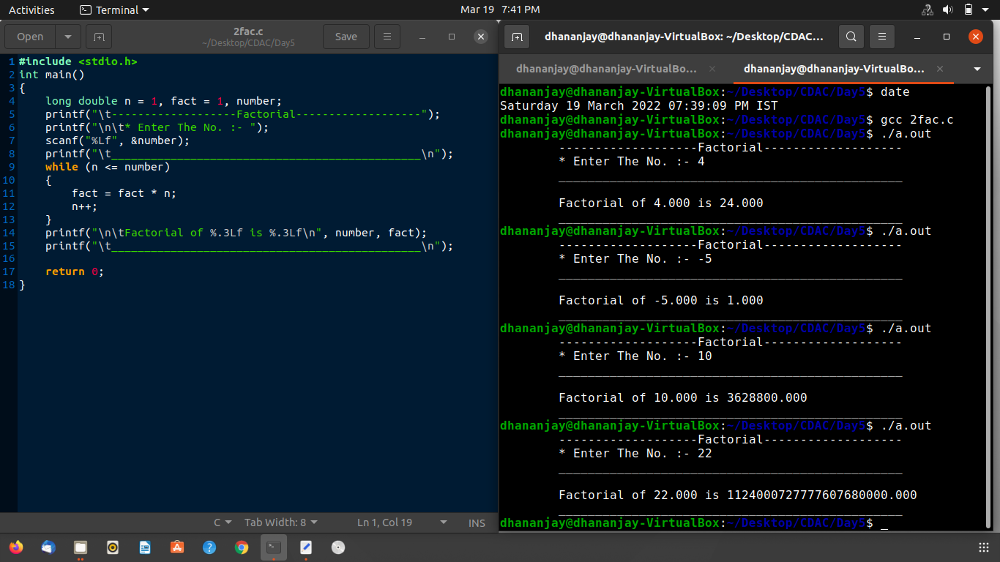 Activities Terminal Mar 19 7:41 PM
Open 2fac.c Save
~/Desktop/CDAC/Day5
1 #include <stdio.h>
2 int main()
3 {
4 long double n = 1, fact = 1, number;
5 printf("\t-------------------Factorial-------------------");
6 printf("\n\t* Enter The No. :- ");
7 scanf("%Lf", &number);
8 printf("\t_______________________________________________\n");
9 while (n <= number)
10 {
11 fact = fact * n;
12 n++;
13 }
14 printf("\n\tFactorial of %.3Lf is %.3Lf\n", number, fact);
15 printf("\t_______________________________________________\n");
16
17 return 0;
18 }
C Tab Width: 8 Ln 1, Col 19 INS
dhananjay@dhananjay-VirtualBox: ~/Desktop/CDAC...
dhananjay@dhananjay-VirtualBo... dhananjay@dhananjay-VirtualBo...
dhananjay@dhananjay-VirtualBox:~/Desktop/CDAC/Day5$ date
Saturday 19 March 2022 07:39:09 PM IST
dhananjay@dhananjay-VirtualBox:~/Desktop/CDAC/Day5$ gcc 2fac.c
dhananjay@dhananjay-VirtualBox:~/Desktop/CDAC/Day5$ ./a.out
-------------------Factorial-------------------
* Enter The No. :- 4
_______________________________________________
Factorial of 4.000 is 24.000
_______________________________________________
dhananjay@dhananjay-VirtualBox:~/Desktop/CDAC/Day5$ ./a.out
-------------------Factorial-------------------
* Enter The No. :- -5
_______________________________________________
Factorial of -5.000 is 1.000
_______________________________________________
dhananjay@dhananjay-VirtualBox:~/Desktop/CDAC/Day5$ ./a.out
-------------------Factorial-------------------
* Enter The No. :- 10
_______________________________________________
Factorial of 10.000 is 3628800.000
_______________________________________________
dhananjay@dhananjay-VirtualBox:~/Desktop/CDAC/Day5$ ./a.out
-------------------Factorial-------------------
* Enter The No. :- 22
_______________________________________________
Factorial of 22.000 is 1124000727777607680000.000
_______________________________________________
dhananjay@dhananjay-VirtualBox:~/Desktop/CDAC/Day5$ _